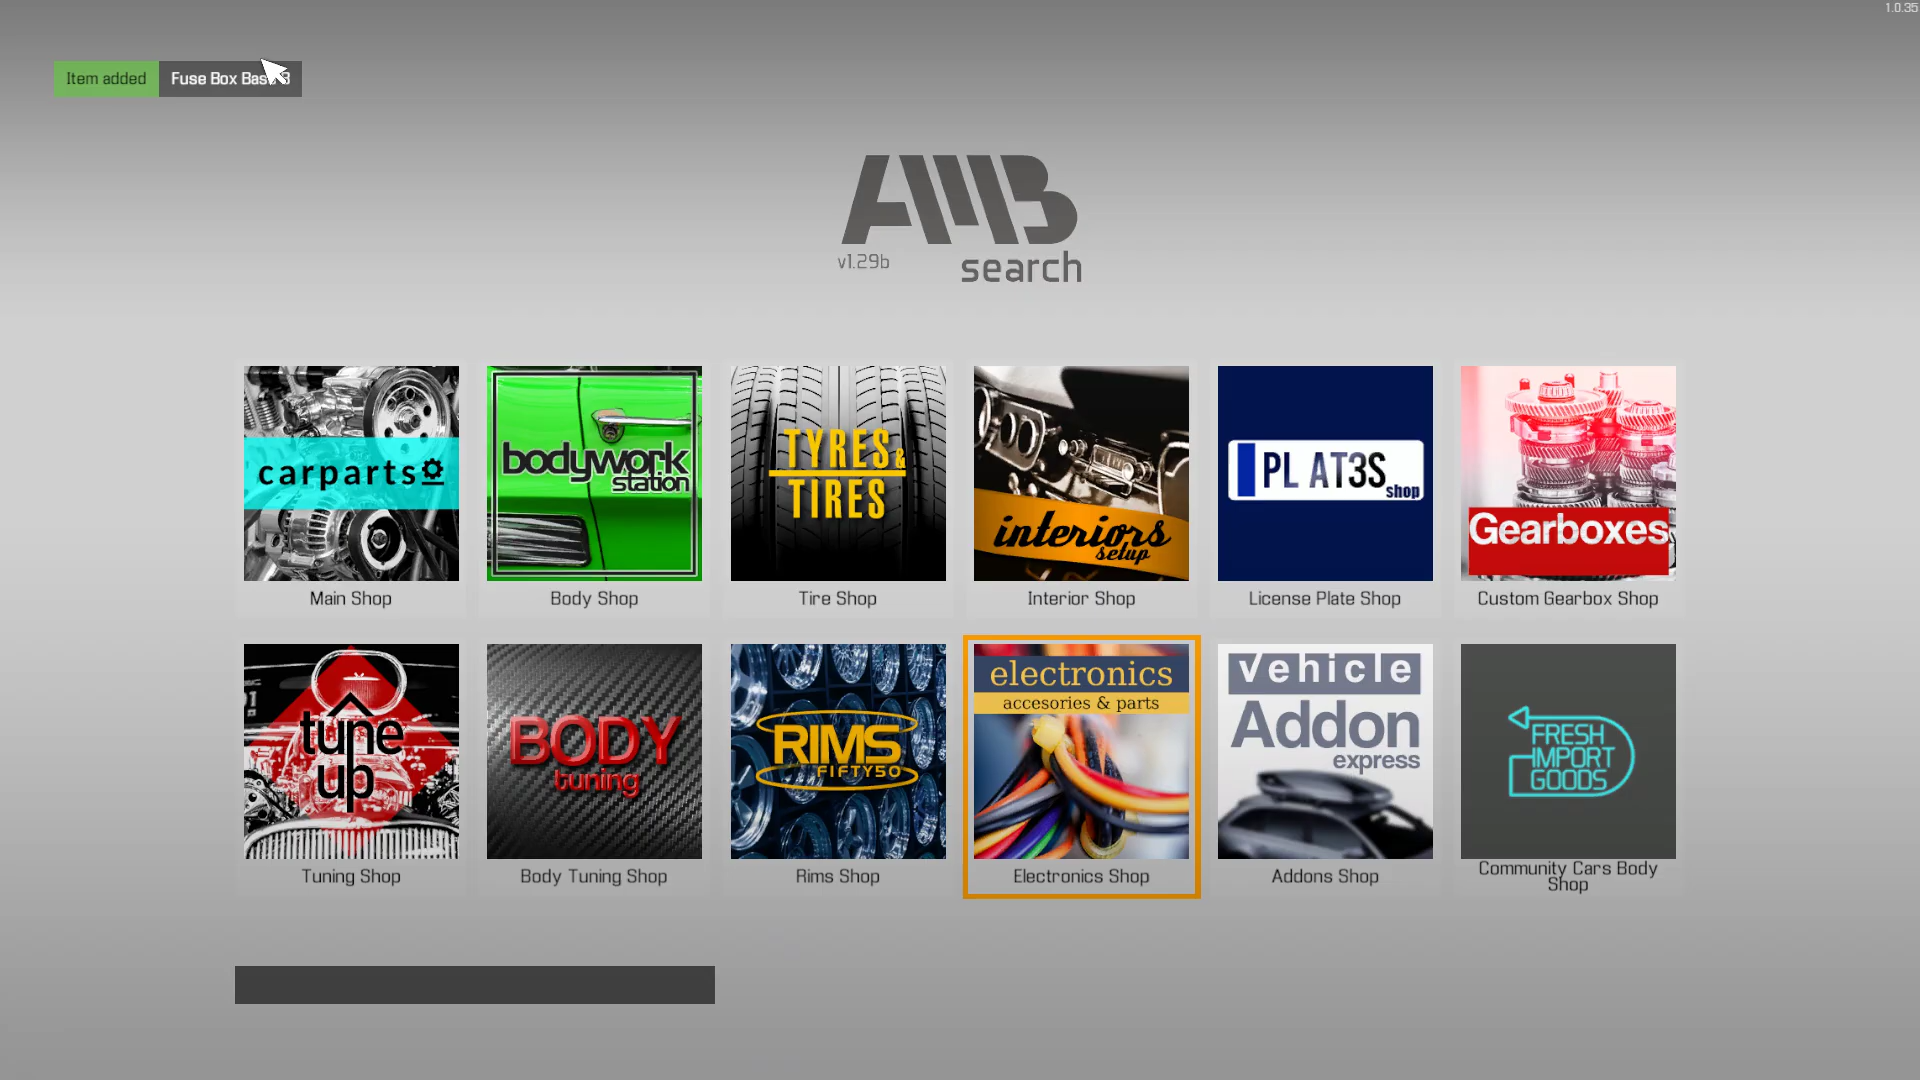 1.0.35
Item added
Fuse Box Base B
AMB
v1.29b
search
carparts
bodywork
station
TYRES &
TIRES
interiors
setup
PL AT3S
shop
Gearboxes
Main Shop
Body Shop
Tire Shop
Interior Shop
License Plate Shop
Custom Gearbox Shop
tune
up
BODY
tuning
RIMS
FIFTY50
electronics
accesories & parts
vehicle
Addon
express
FRESH
IMPORT
GOODS
Tuning Shop
Body Tuning Shop
Rims Shop
Electronics Shop
Addons Shop
Community Cars Body
Shop